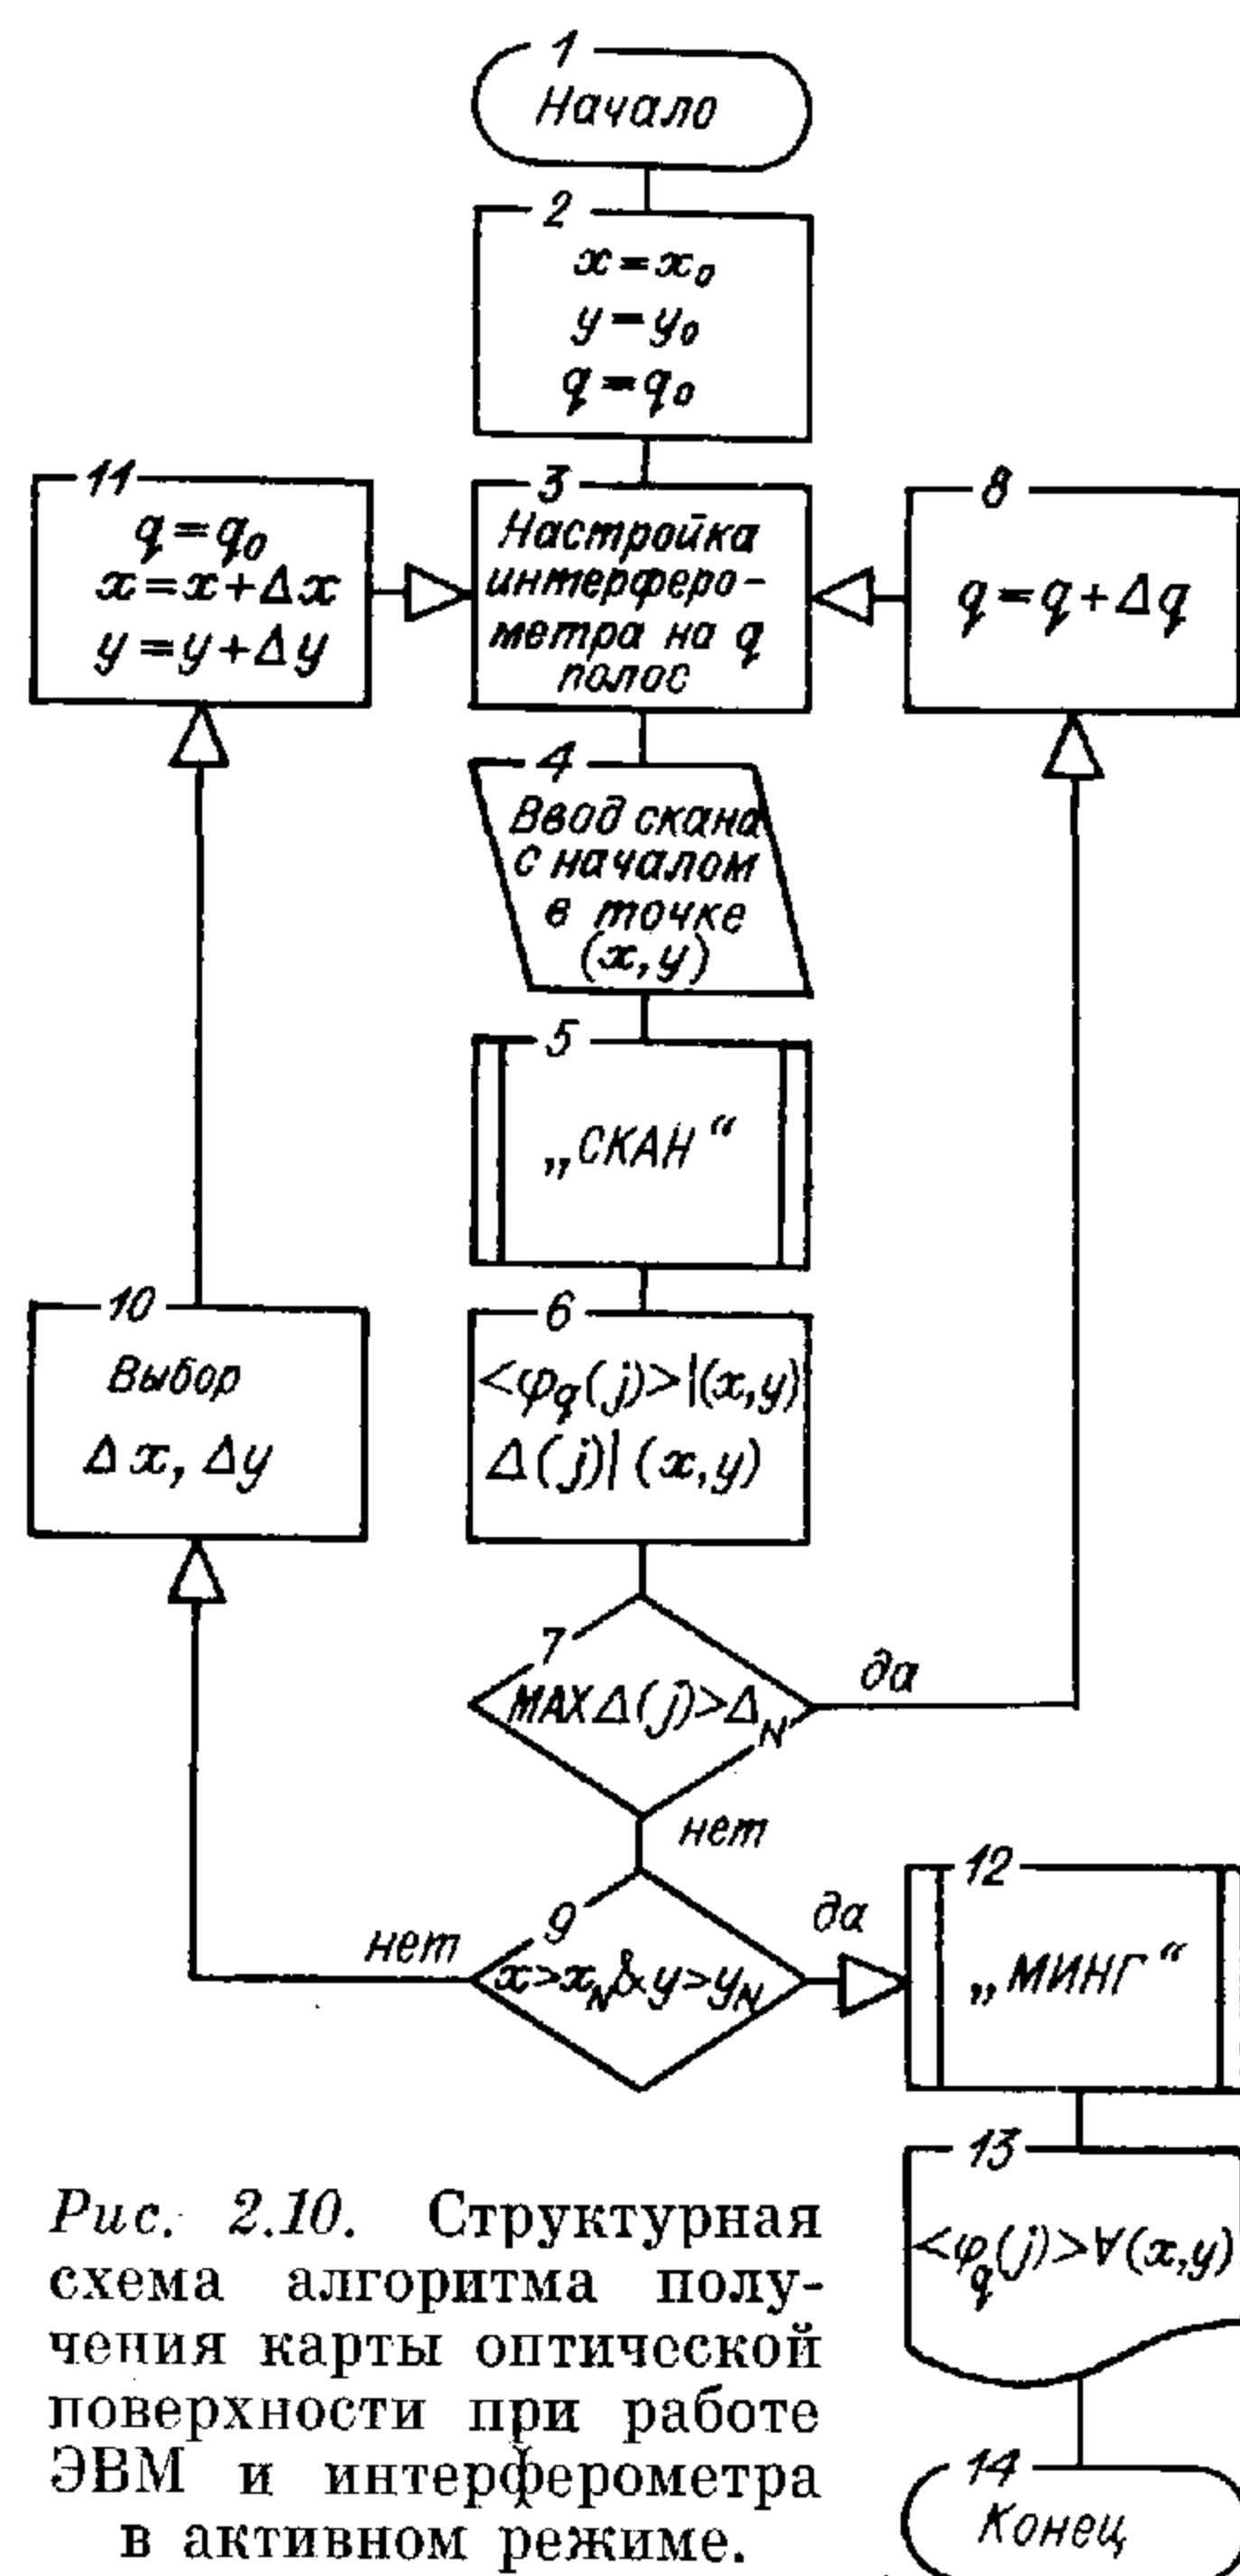 1
Начало
2
x=x₀
y=y₀
q=q₀
11
q=q₀
x=x+Δx
y=y+Δy
3
Настройка
интерферо-
метра на q
полос
8
q=q+Δq
4
Ввод скана
с началом
в точке
(x,y)
5
„СКАН“
10
Выбор
Δx, Δy
6
<φ_q(j)>|(x,y)
Δ(j)|(x,y)
7
MAXΔ(j)>Δ_N
да
нет
9
x>x_N&y>y_N
нет
да
12
„МИНГ“
13
<φ_q(j)>∀(x,y)
14
Конец
Рис. 2.10. Структурная
схема алгоритма полу-
чения карты оптической
поверхности при работе
ЭВМ и интерферометра
в активном режиме.